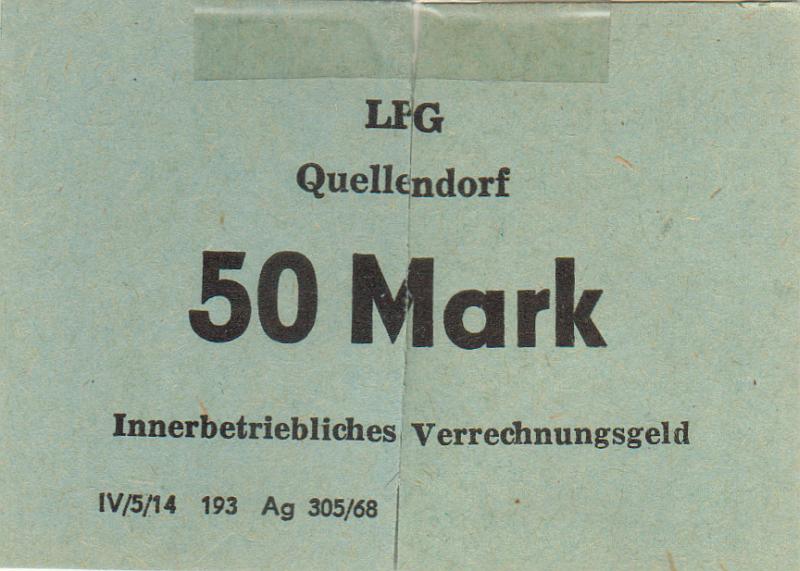 LPG
Quellendorf
50 Mark
Innerbetriebliches Verrechnungsgeld
IV/5/14 193 Ag 305/68